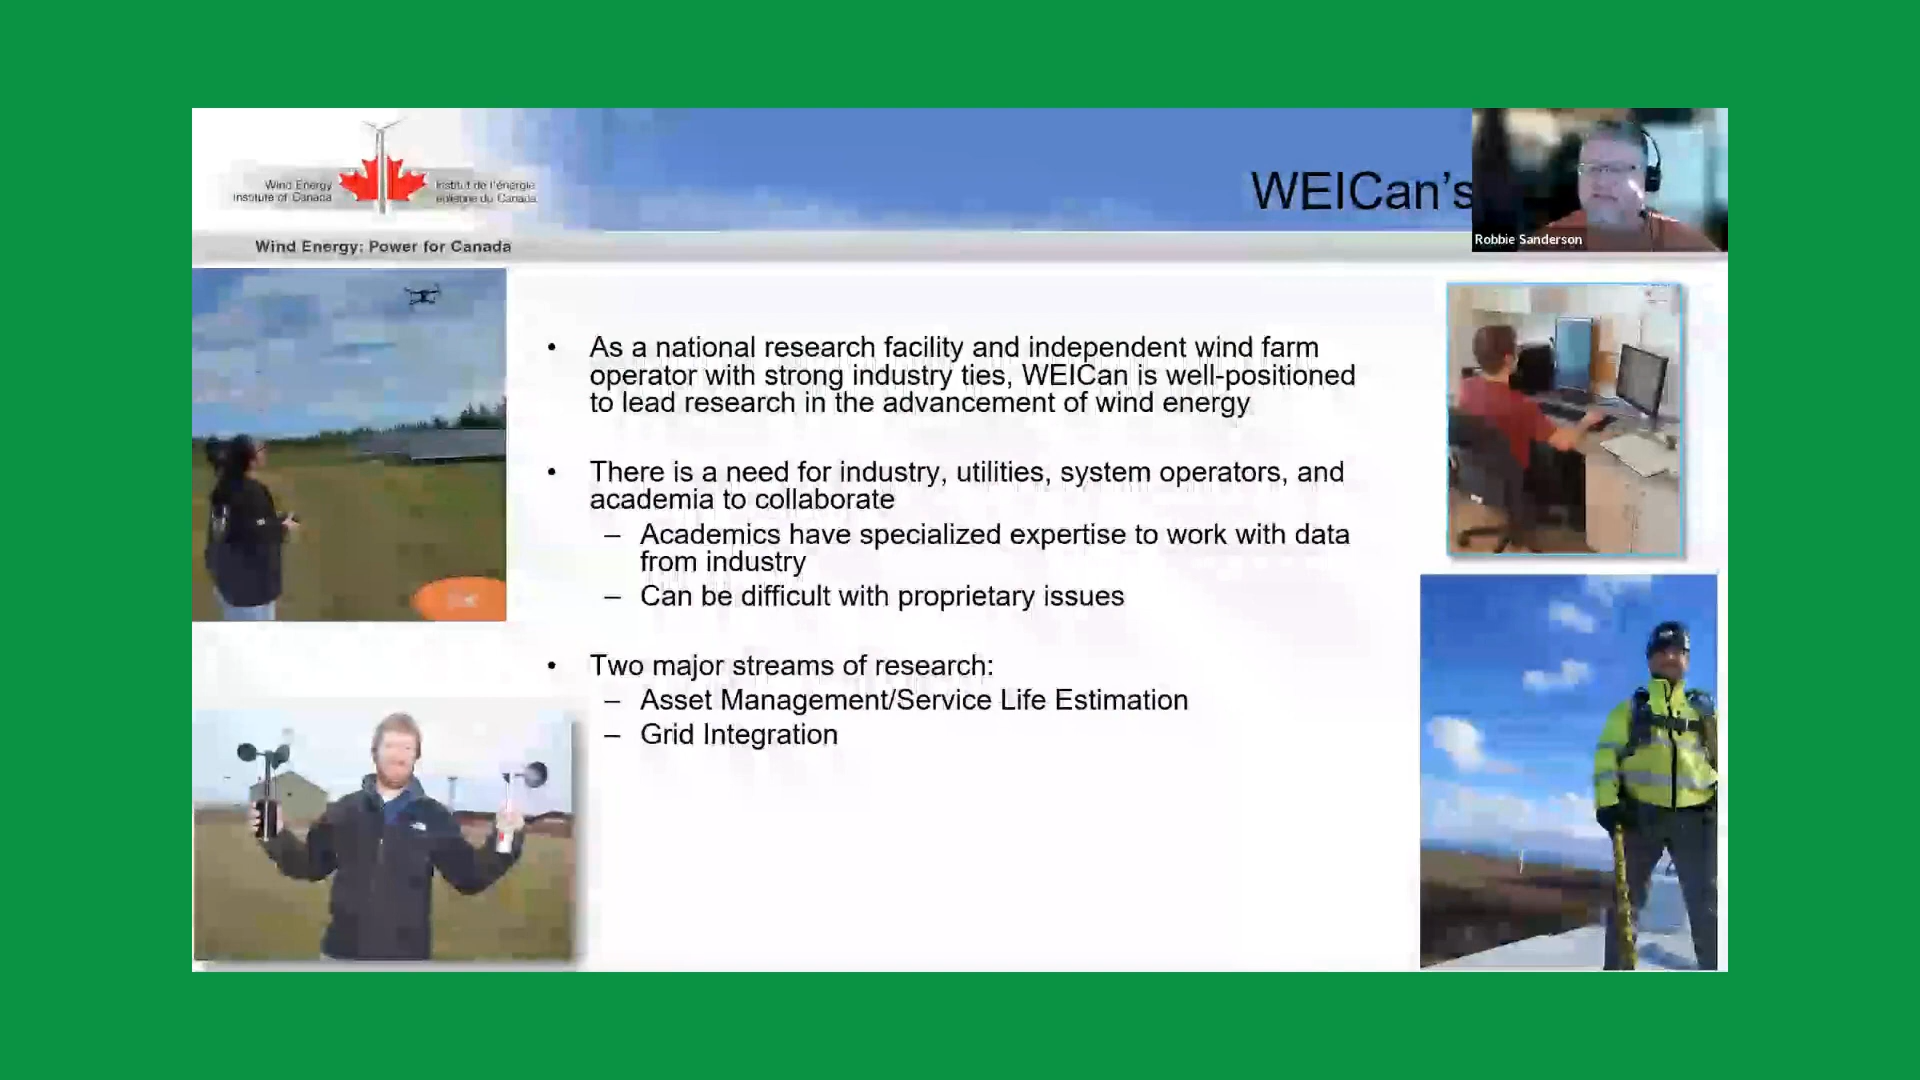 Wind Energy
Institute of Canada
Institut de l'énergie
éolienne du Canada
WEICan's
Robbie Sanderson
Wind Energy: Power for Canada
• As a national research facility and independent wind farm
operator with strong industry ties, WEICan is well-positioned
to lead research in the advancement of wind energy
• There is a need for industry, utilities, system operators, and
academia to collaborate
– Academics have specialized expertise to work with data
from industry
– Can be difficult with proprietary issues
• Two major streams of research:
– Asset Management/Service Life Estimation
– Grid Integration